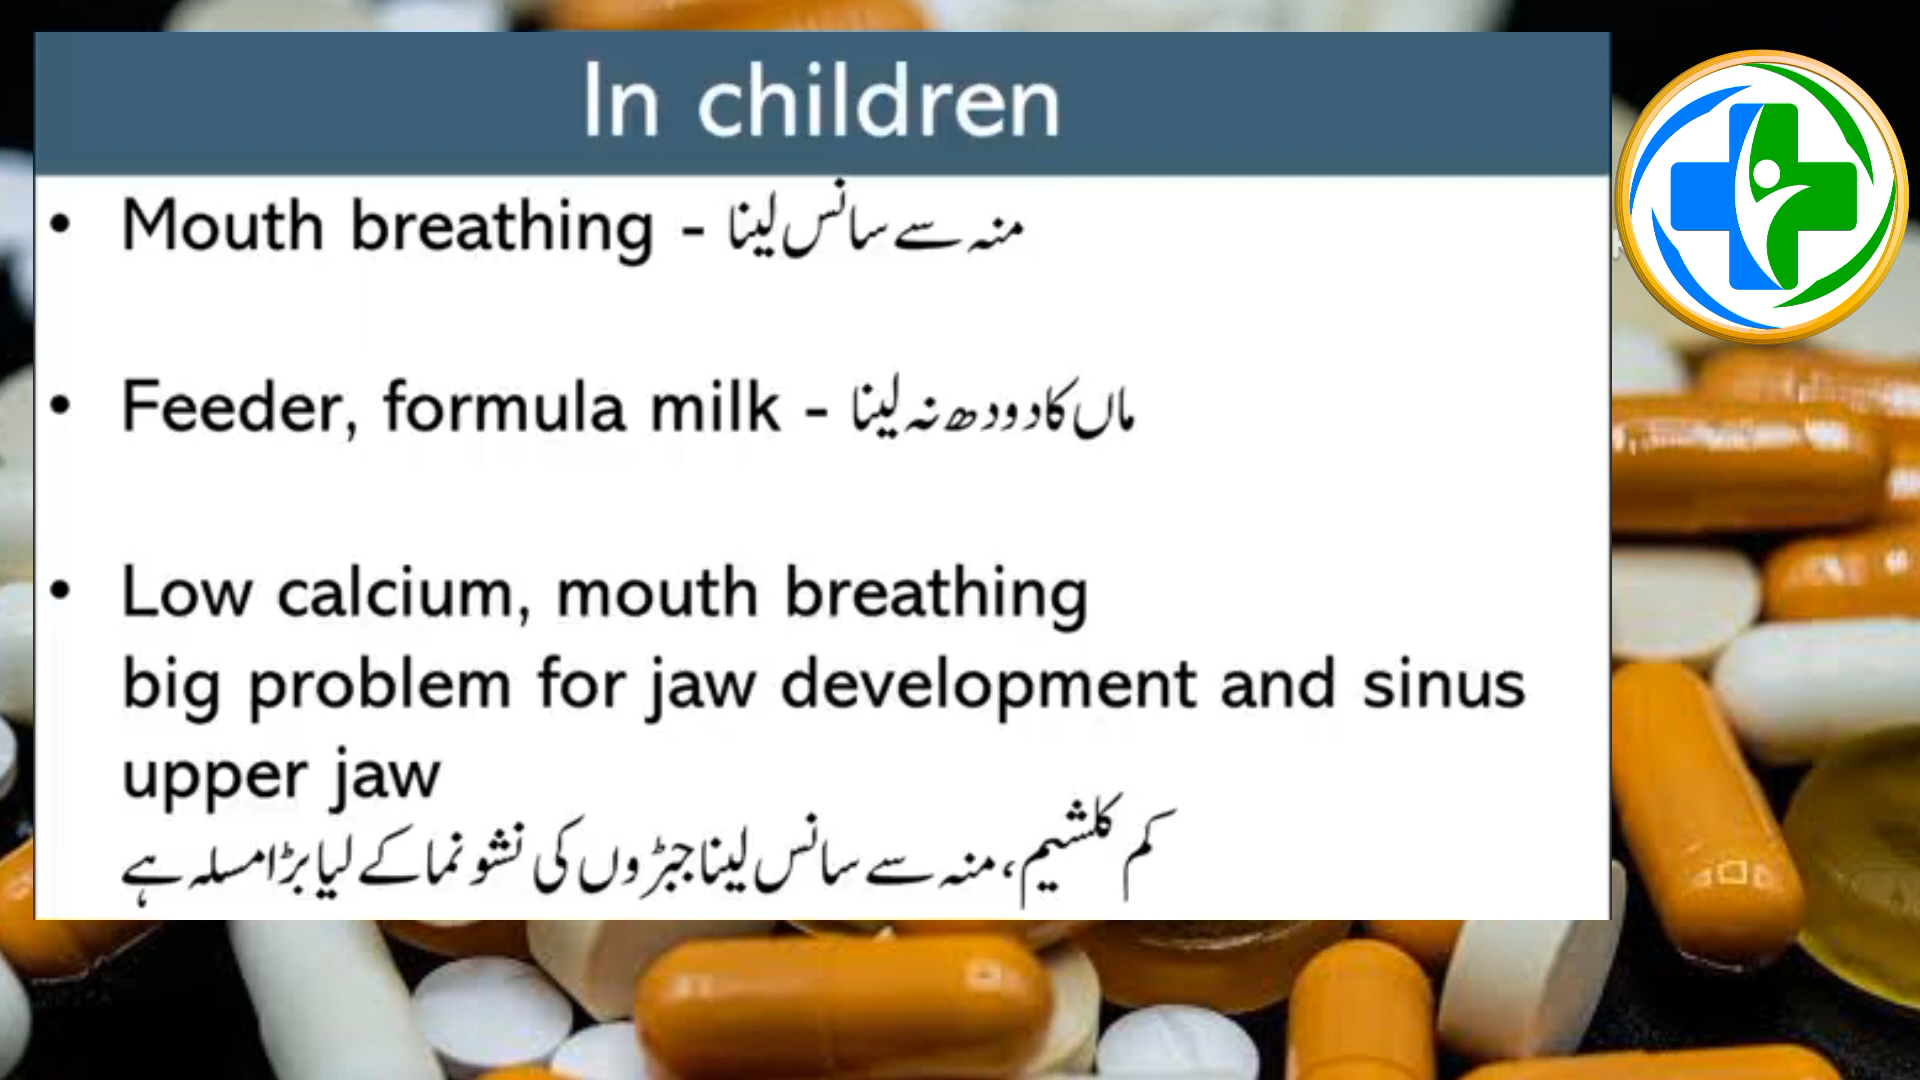 In children
• Mouth breathing - منہ سے سانس لینا
• Feeder, formula milk - ماں کا دودھ نہ لینا
• Low calcium, mouth breathing
big problem for jaw development and sinus
upper jaw
کم کلشیم، منہ سے سانس لینا جبڑوں کی نشو نما کے لیا بڑا مسلہ ہے